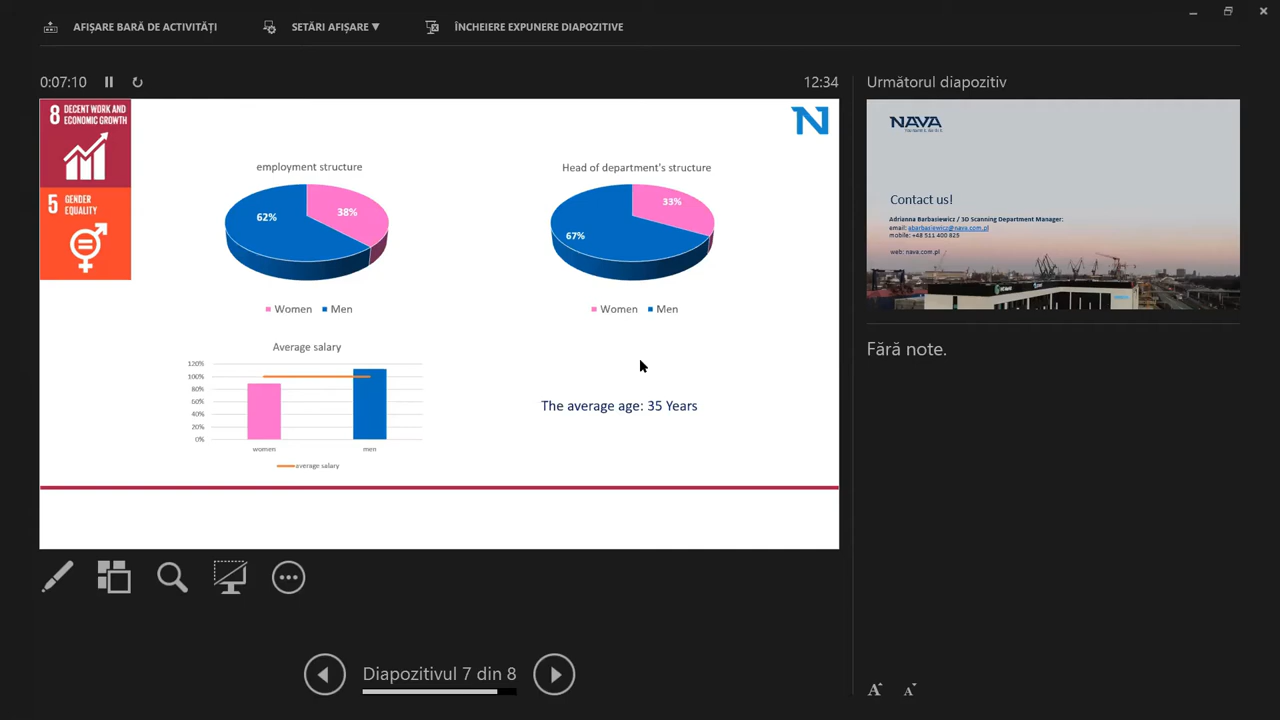 AFIȘARE BARĂ DE ACTIVITĂȚI
SETĂRI AFIȘARE ▼
ÎNCHEIERE EXPUNERE DIAPOZITIVE
0:07:10
12:34
8 DECENT WORK AND
ECONOMIC GROWTH
5 GENDER
EQUALITY
N
employment structure
62%
38%
Women Men
Head of department's structure
33%
67%
Women Men
Average salary
120%
100%
80%
60%
40%
20%
0%
women men
average salary
The average age: 35 Years
Următorul diapozitiv
NAVA
Contact us!
Adrianna Barbasiewicz / 3D Scanning Department Manager:
email: abarbasiewicz@nava.com.pl
mobile: +48 511 400 825
web: nava.com.pl
Fără note.
Diapozitivul 7 din 8
A A